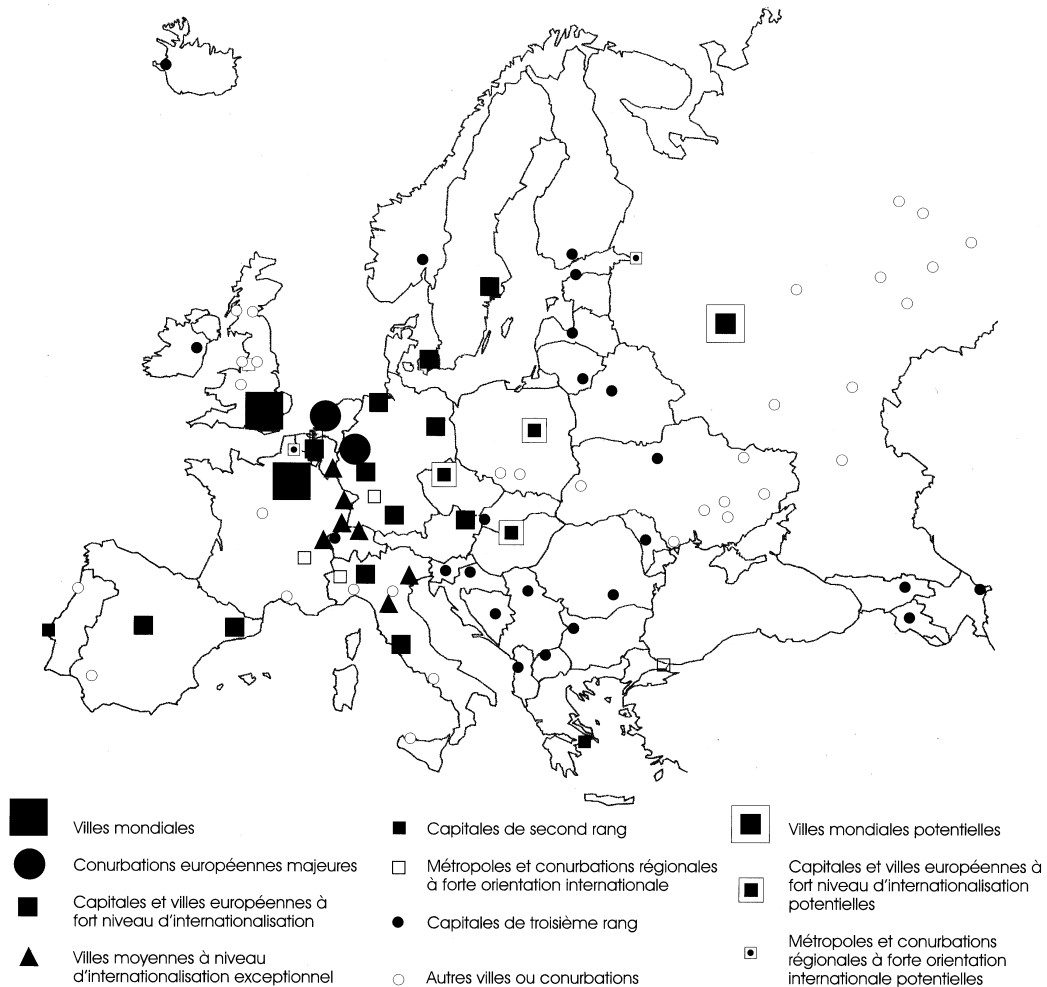 Villes mondiales
Conurbations européennes majeures
Capitales et villes européennes à
fort niveau d'internationalisation
Villes moyennes à niveau
d'internationalisation exceptionnel
Capitales de second rang
Métropoles et conurbations régionales
à forte orientation internationale
Capitales de troisième rang
Autres villes ou conurbations
Villes mondiales potentielles
Capitales et villes européennes à
fort niveau d'internationalisation
potentielles
Métropoles et conurbations
régionales à forte orientation
internationale potentielles